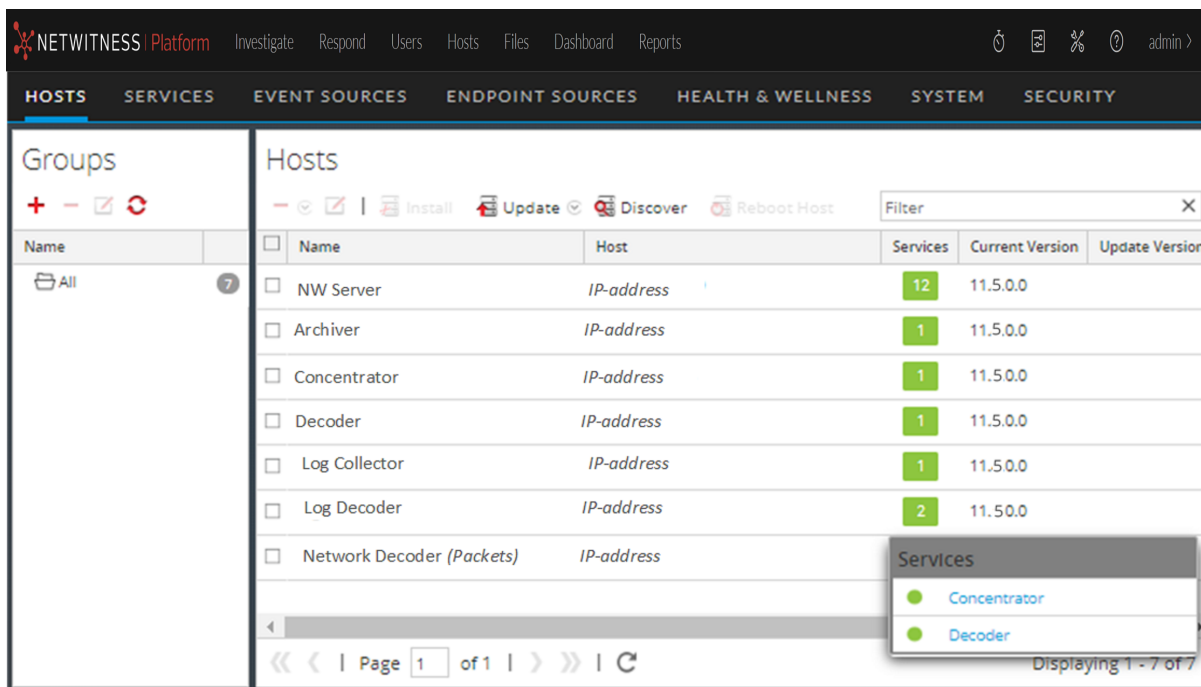 NETWITNESS | Platform Investigate Respond Users Hosts Files Dashboard Reports admin >
HOSTS SERVICES EVENT SOURCES ENDPOINT SOURCES HEALTH & WELLNESS SYSTEM SECURITY
Groups
Name
All 7
Hosts
Install Update Discover Reboot Host Filter
Name Host Services Current Version Update Version
NW Server IP-address 12 11.5.0.0
Archiver IP-address 1 11.5.0.0
Concentrator IP-address 1 11.5.0.0
Decoder IP-address 1 11.5.0.0
Log Collector IP-address 1 11.5.0.0
Log Decoder IP-address 2 11.50.0
Network Decoder (Packets) IP-address
Services
Concentrator
Decoder
Page 1 of 1
Displaying 1 - 7 of 7